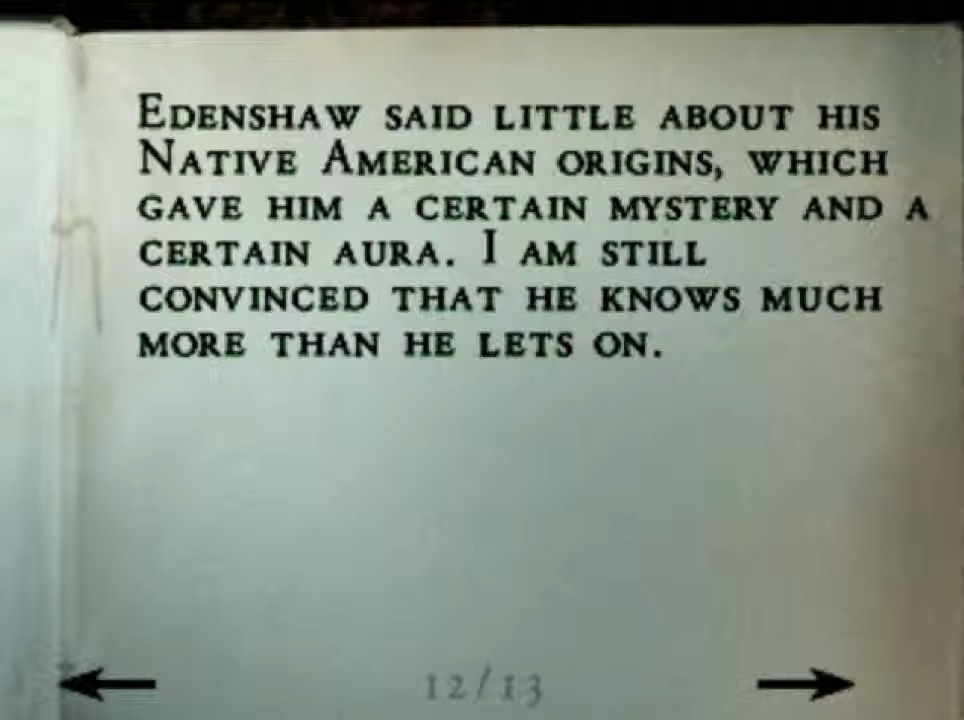 Edenshaw said little about his
Native American origins, which
gave him a certain mystery and a
certain aura. I am still
convinced that he knows much
more than he lets on.
12/13